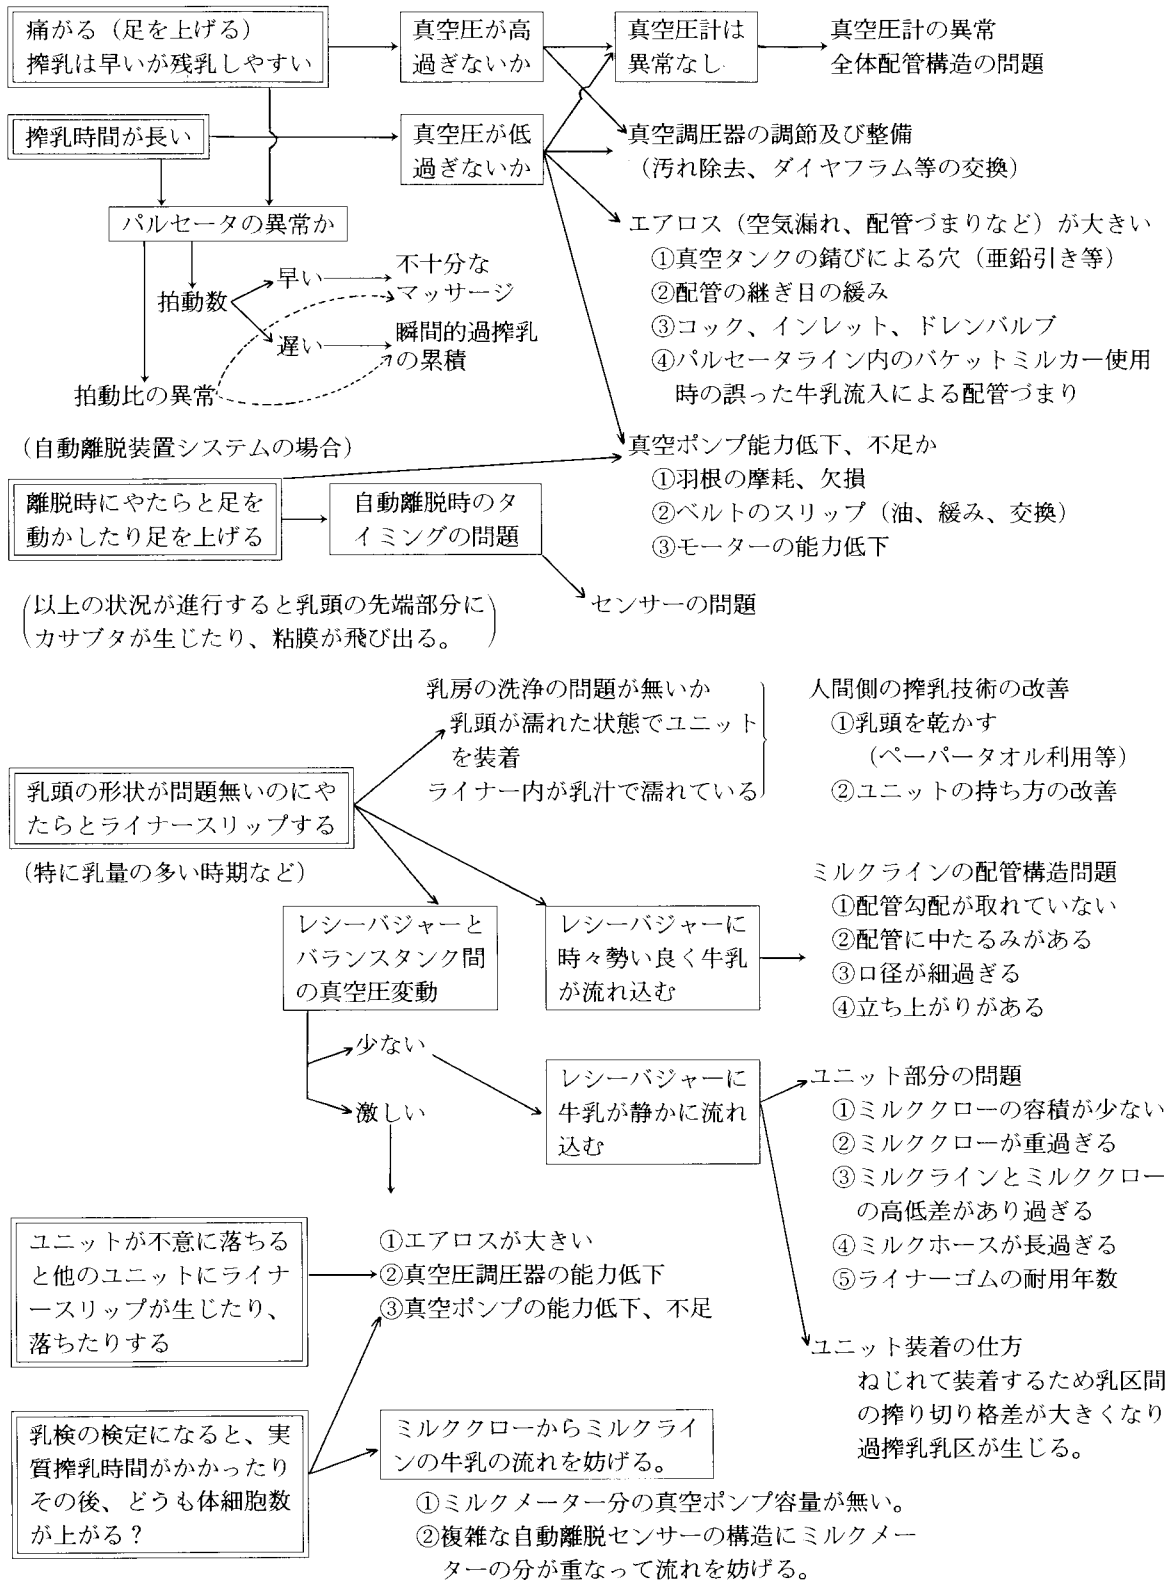 痛がる（足を上げる）
搾乳は早いが残乳しやすい
真空圧が高
過ぎないか
真空圧計は
異常なし
真空圧計の異常
全体配管構造の問題
搾乳時間が長い
真空圧が低
過ぎないか
真空調圧器の調節及び整備
（汚れ除去、ダイヤフラム等の交換）
パルセータの異常か
拍動数
早い
不十分な
マッサージ
遅い
瞬間的過搾乳
の累積
拍動比の異常
エアロス（空気漏れ、配管づまりなど）が大きい
①真空タンクの錆びによる穴（亜鉛引き等）
②配管の継ぎ目の緩み
③コック、インレット、ドレンバルブ
④パルセータライン内のバケットミルカー使用
時の誤った牛乳流入による配管づまり
（自動離脱装置システムの場合）
離脱時にやたらと足を
動かしたり足を上げる
自動離脱時のタ
イミングの問題
真空ポンプ能力低下、不足か
①羽根の摩耗、欠損
②ベルトのスリップ（油、緩み、交換）
③モーターの能力低下
センサーの問題
（以上の状況が進行すると乳頭の先端部分に
カサブタが生じたり、粘膜が飛び出る。）
乳房の洗浄の問題が無いか
乳頭が濡れた状態でユニット
を装着
ライナー内が乳汁で濡れている
人間側の搾乳技術の改善
①乳頭を乾かす
（ペーパータオル利用等）
②ユニットの持ち方の改善
乳頭の形状が問題無いのにや
たらとライナースリップする
（特に乳量の多い時期など）
レシーバジャーと
バランスタンク間
の真空圧変動
レシーバジャーに
時々勢い良く牛乳
が流れ込む
ミルクラインの配管構造問題
①配管勾配が取れていない
②配管に中たるみがある
③口径が細過ぎる
④立ち上がりがある
少ない
激しい
レシーバジャーに
牛乳が静かに流れ
込む
ユニット部分の問題
①ミルククローの容積が少ない
②ミルククローが重過ぎる
③ミルクラインとミルククロー
の高低差があり過ぎる
④ミルクホースが長過ぎる
⑤ライナーゴムの耐用年数
ユニットが不意に落ちる
と他のユニットにライナ
ースリップが生じたり、
落ちたりする
①エアロスが大きい
②真空圧調圧器の能力低下
③真空ポンプの能力低下、不足
ユニット装着の仕方
ねじれて装着するため乳区間
の搾り切り格差が大きくなり
過搾乳乳区が生じる。
乳検の検定になると、実
質搾乳時間がかかったり
その後、どうも体細胞数
が上がる？
ミルククローからミルクライ
ンの牛乳の流れを妨げる。
①ミルクメーター分の真空ポンプ容量が無い。
②複雑な自動離脱センサーの構造にミルクメー
ターの分が重なって流れを妨げる。